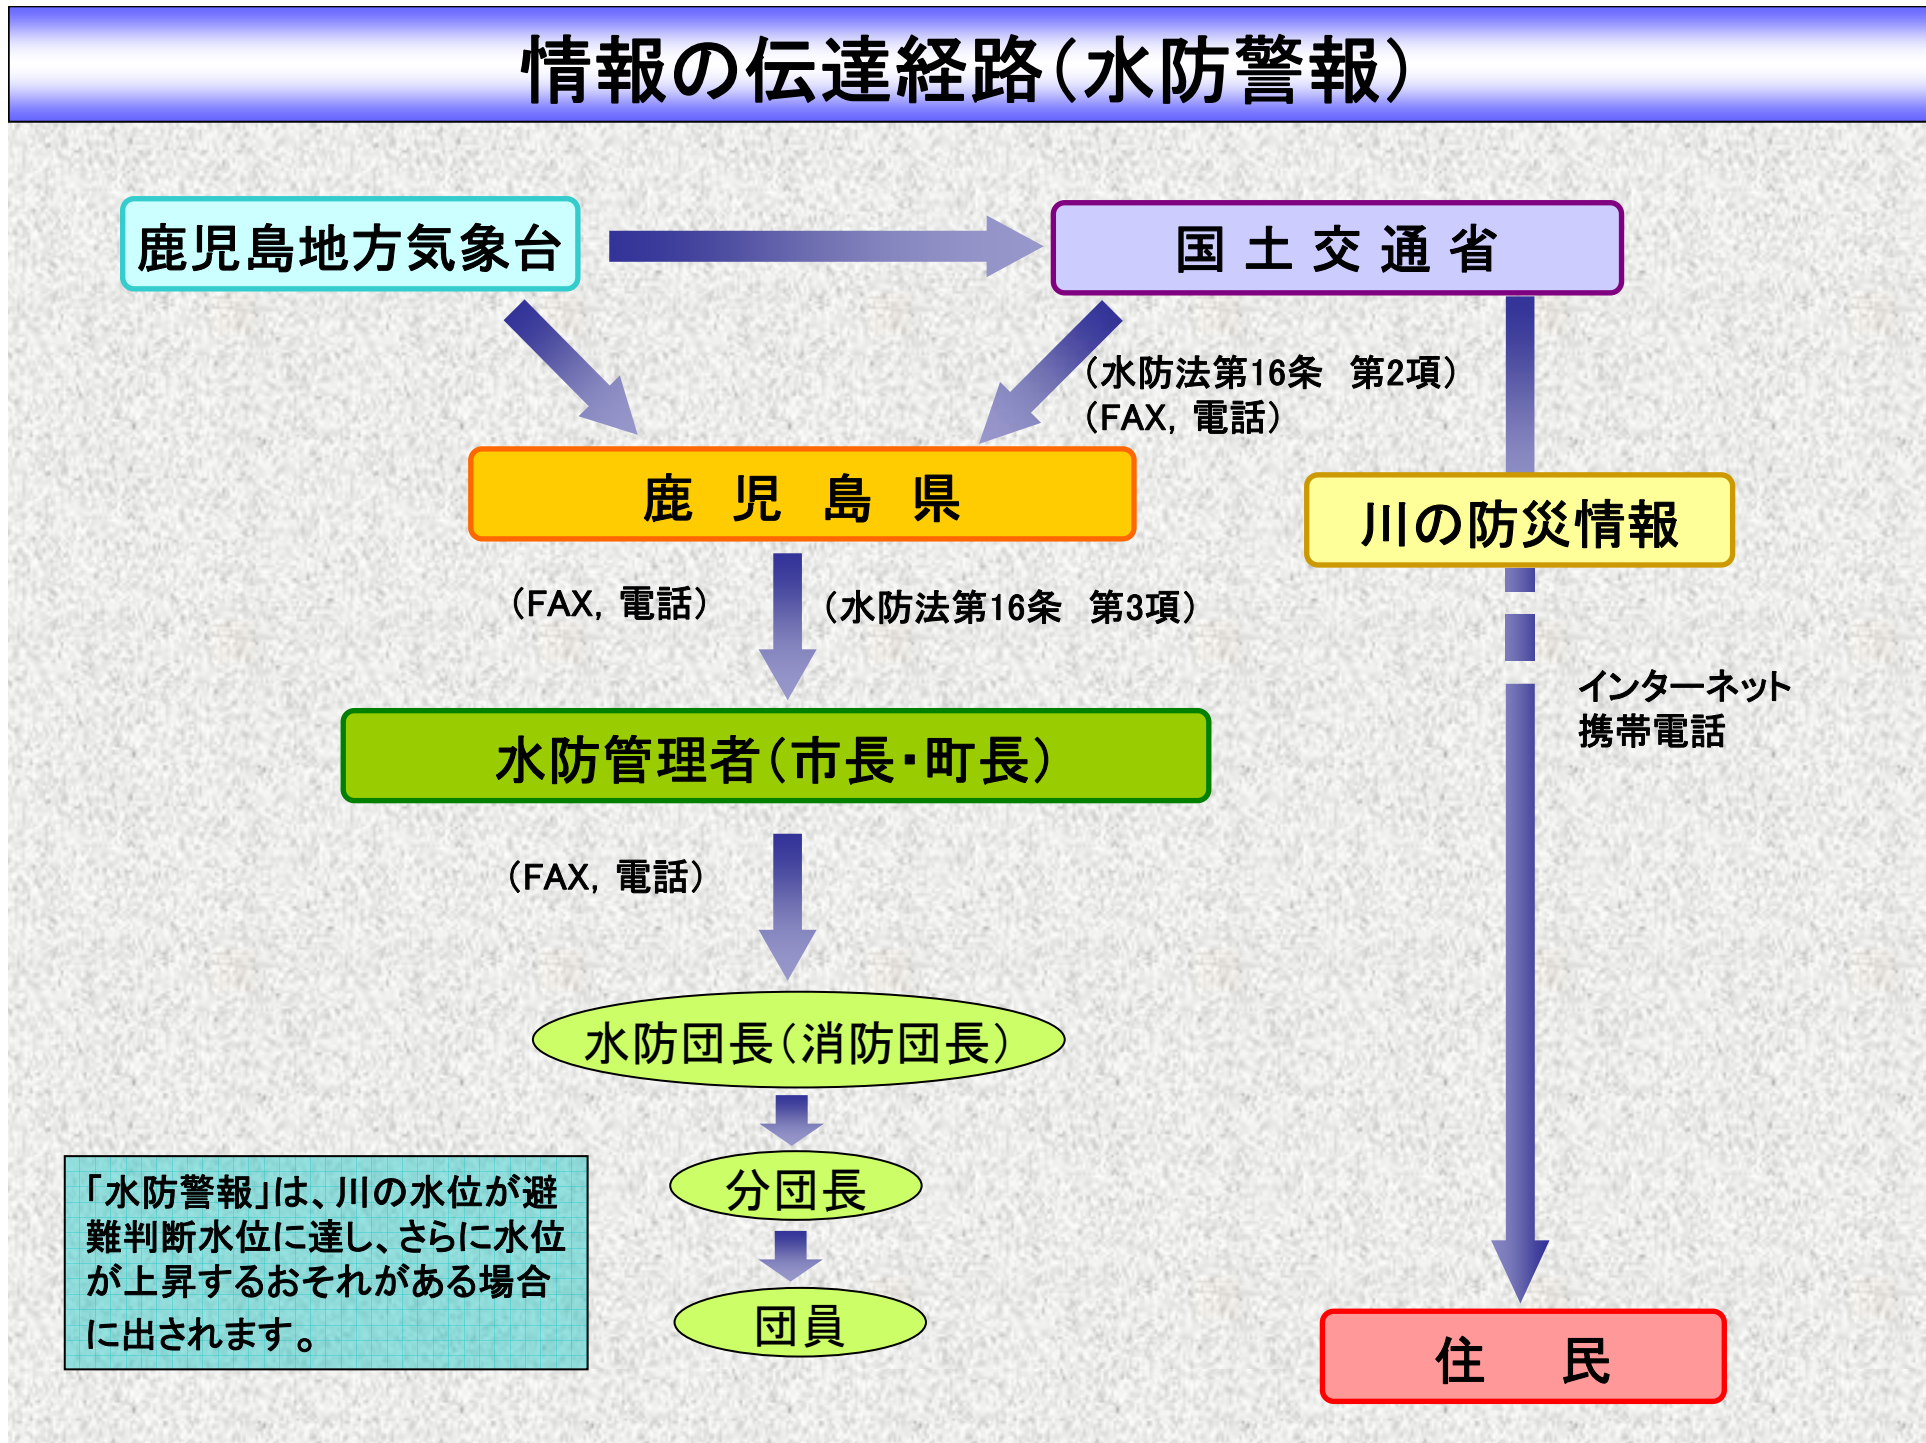 情報の伝達経路（水防警報）
鹿児島地方気象台
国土交通省
（水防法第16条　第2項）
（FAX，電話）
鹿児島県
川の防災情報
（FAX，電話）
（水防法第16条　第3項）
インターネット
携帯電話
水防管理者（市長・町長）
（FAX，電話）
水防団長（消防団長）
分団長
団員
「水防警報」は、川の水位が避
難判断水位に達し、さらに水位
が上昇するおそれがある場合
に出されます。
住民